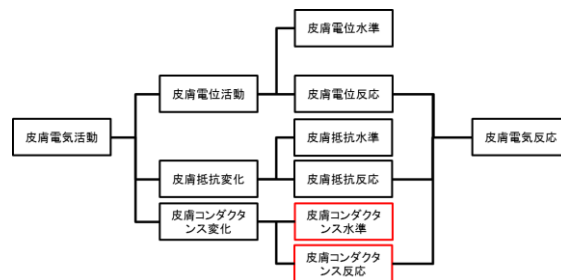 皮膚電位水準
皮膚電位活動
皮膚電位反応
皮膚電気活動
皮膚電気反応
皮膚抵抗水準
皮膚抵抗変化
皮膚抵抗反応
皮膚コンダク
タンス変化
皮膚コンダクタ
ンス水準
皮膚コンダクタ
ンス反応